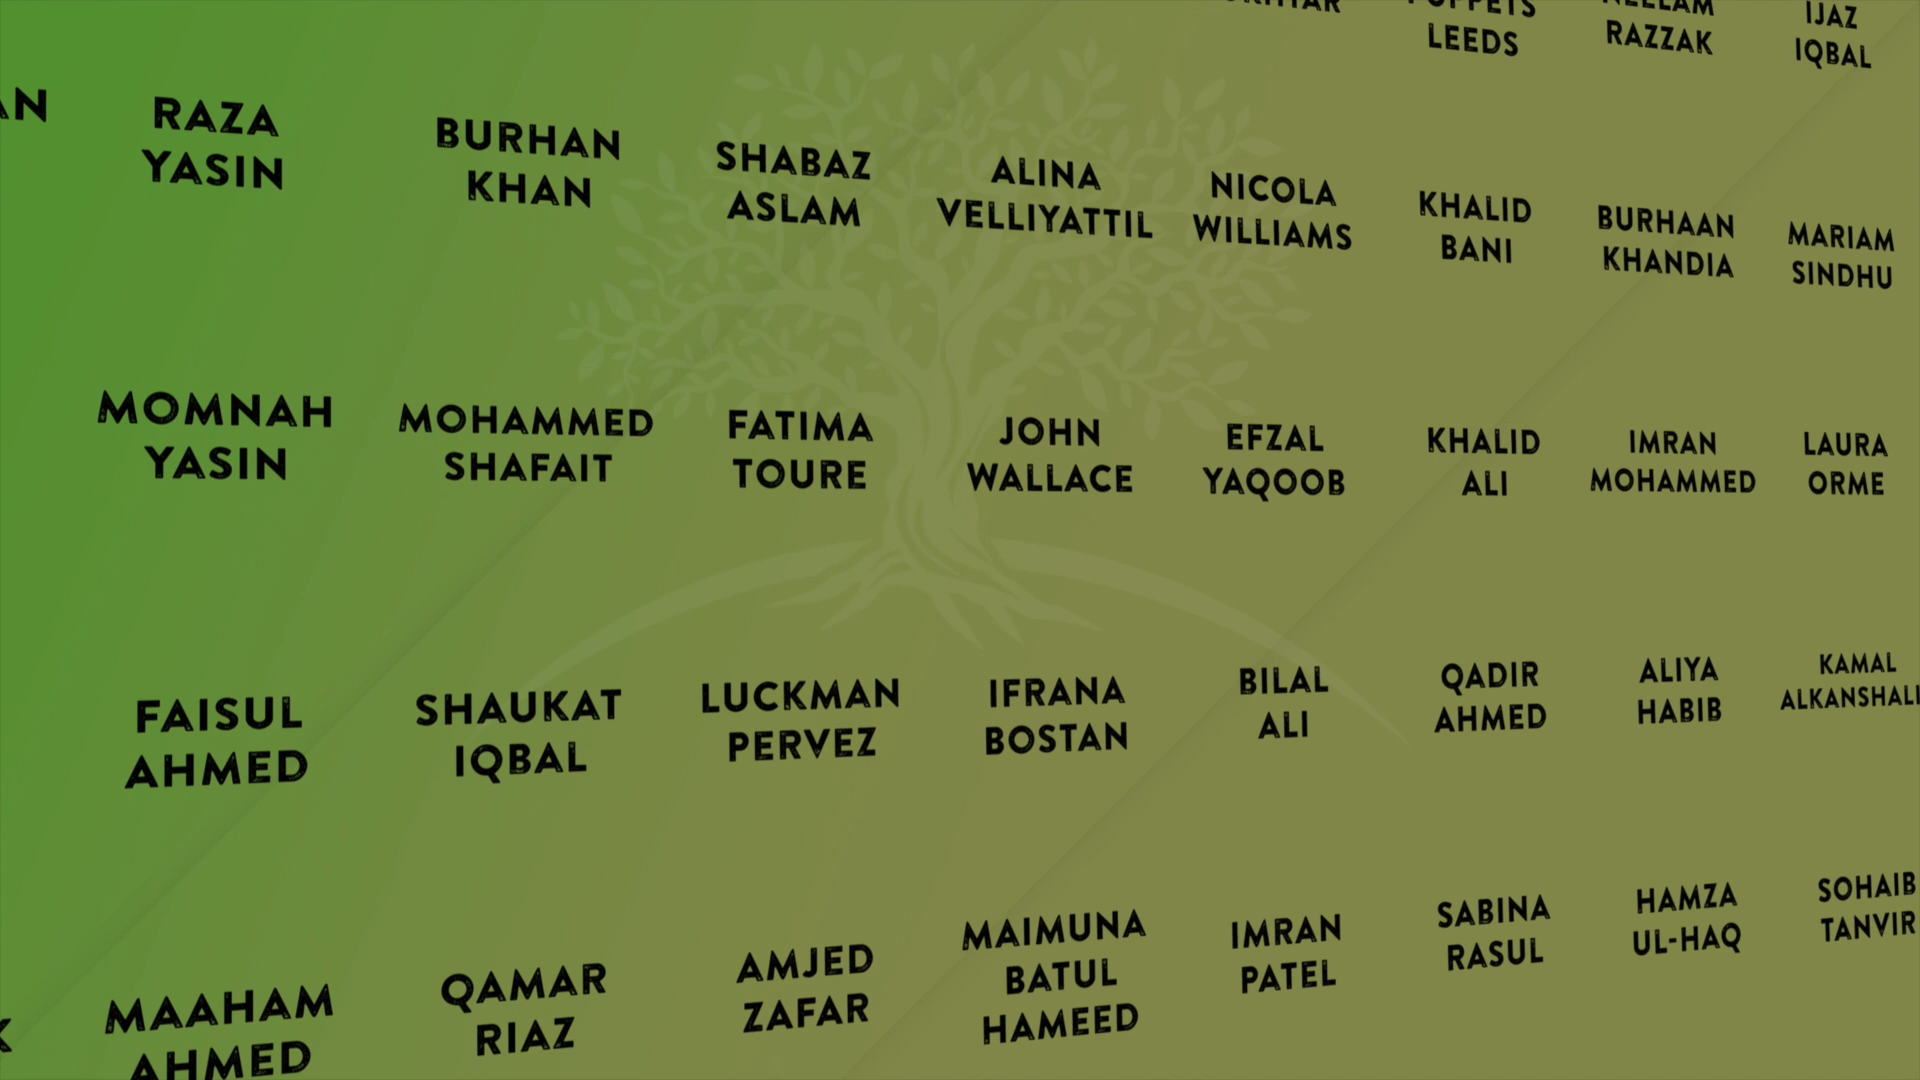 LEEDS
RAZZAK
IJAZ
IQBAL
RAZA
YASIN
BURHAN
KHAN
SHABAZ
ASLAM
ALINA
VELLIYATTIL
NICOLA
WILLIAMS
KHALID
BANI
BURHAAN
KHANDIA
MARIAM
SINDHU
MOMNAH
YASIN
MOHAMMED
SHAFAIT
FATIMA
TOURE
JOHN
WALLACE
EFZAL
YAQOOB
KHALID
ALI
IMRAN
MOHAMMED
LAURA
ORME
FAISUL
AHMED
SHAUKAT
IQBAL
LUCKMAN
PERVEZ
IFRANA
BOSTAN
BILAL
ALI
QADIR
AHMED
ALIYA
HABIB
KAMAL
ALKANSHALI
MAAHAM
AHMED
QAMAR
RIAZ
AMJED
ZAFAR
MAIMUNA
BATUL
HAMEED
IMRAN
PATEL
SABINA
RASUL
HAMZA
UL-HAQ
SOHAIB
TANVIR